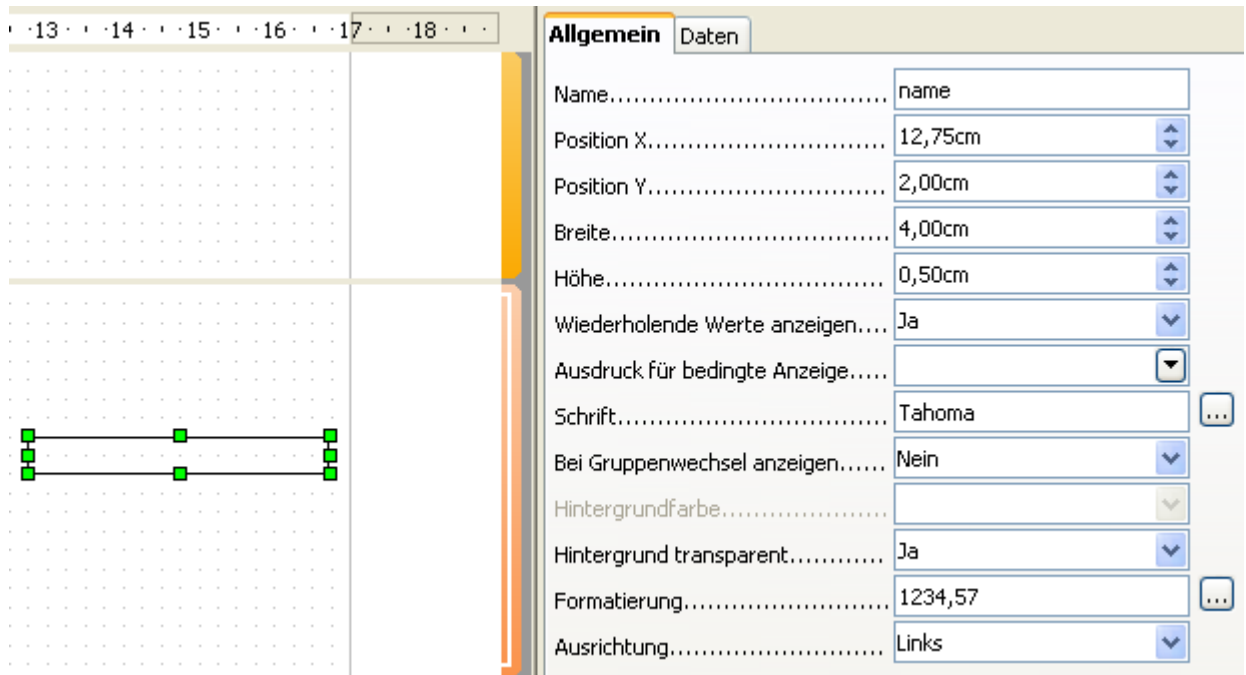 ·13· ı ·14· ı ·15· ı ·16· ı ·17· ı ·18· ı ·
Allgemein Daten
Name.................................. name
Position X.............................. 12,75cm
Position Y.............................. 2,00cm
Breite................................... 4,00cm
Höhe................................... 0,50cm
Wiederholende Werte anzeigen.... Ja
Ausdruck für bedingte Anzeige.....
Schrift.................................. Tahoma ...
Bei Gruppenwechsel anzeigen...... Nein
Hintergrundfarbe.....................
Hintergrund transparent............ Ja
Formatierung.......................... 1234,57 ...
Ausrichtung........................... Links